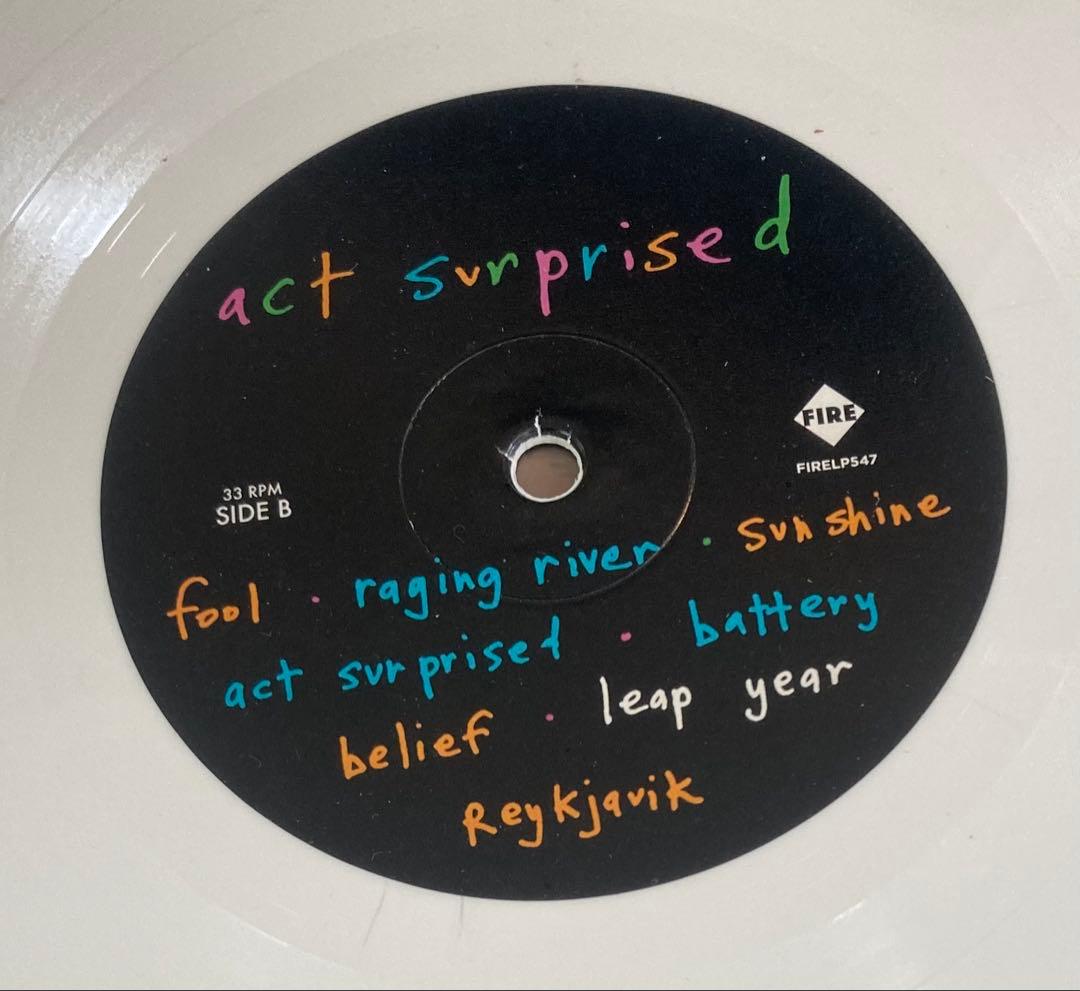 act surprised
FIRE
FIRELP547
33 RPM
SIDE B
fool · raging river · sunshine
act surprised · battery
belief · leap year
Reykjavik